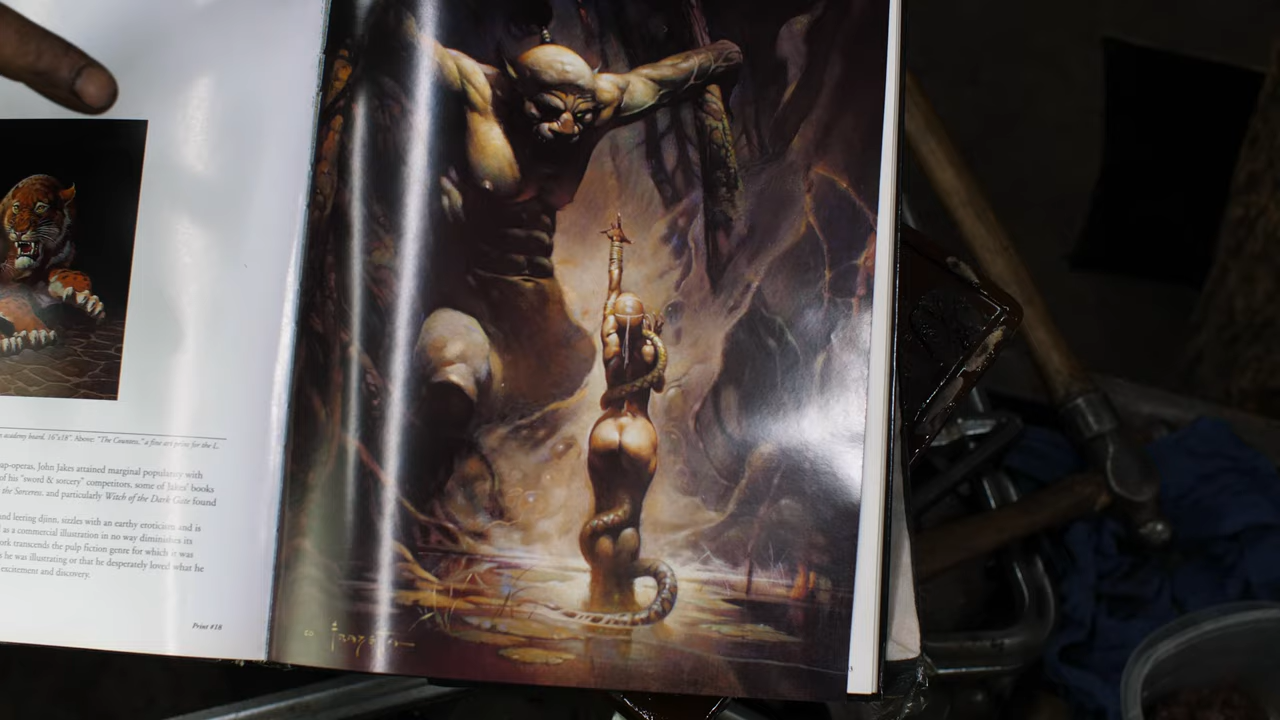 academy board, 16"x18". Above: "The Countess," a fine art print for the L.
ap-operas, John Jakes attained marginal popularity with
of his "sword & sorcery" competitors, some of Jakes' books
the Sorceress, and particularly Witch of the Dark Gate found
and leering djinn, sizzles with an earthy eroticism and is
as a commercial illustration in no way diminishes its
ork transcends the pulp fiction genre for which it was
he was illustrating or that he desperately loved what he
excitement and discovery.
Print #18
Frazetta